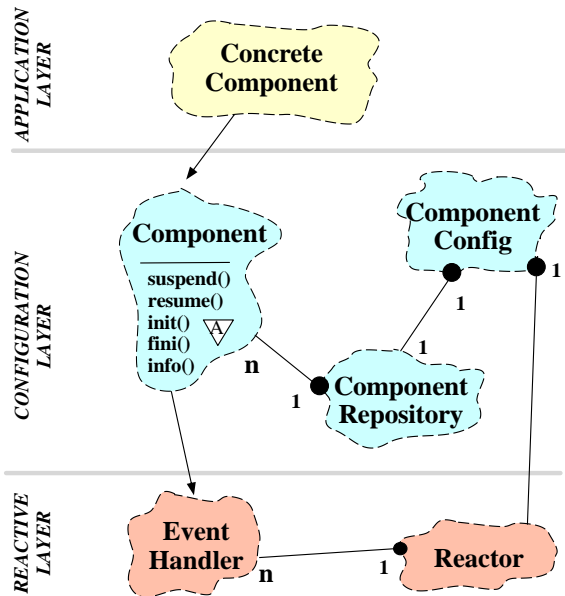 APPLICATION
LAYER
Concrete
Component
CONFIGURATION
LAYER
Component
suspend()
resume()
init()
fini()
info()
A
n
1
Component
Config
1
1
1
Component
Repository
REACTIVE
LAYER
Event
Handler
n
1
Reactor